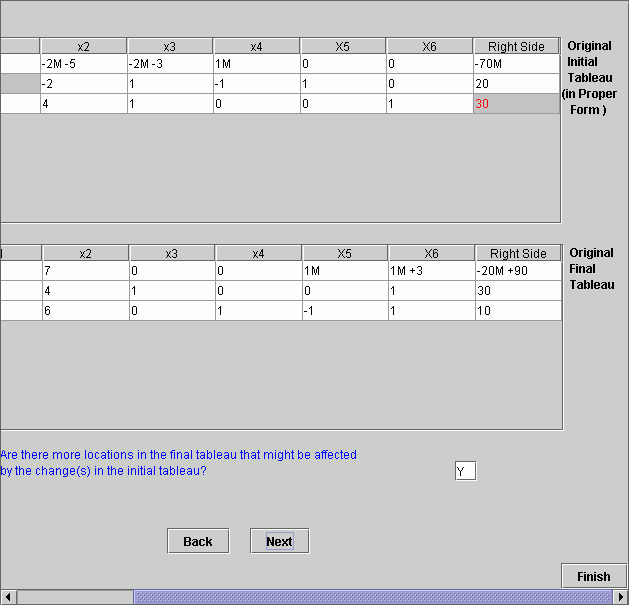 x2 x3 x4 X5 X6 Right Side
-2M -5 -2M -3 1M 0 0 -70M
-2 1 -1 1 0 20
4 1 0 0 1 30
Original
Initial
Tableau
(in Proper
Form )
l x2 x3 x4 X5 X6 Right Side
7 0 0 1M 1M +3 -20M +90
4 1 0 0 1 30
6 0 1 -1 1 10
Original
Final
Tableau
Are there more locations in the final tableau that might be affected
by the change(s) in the initial tableau?
Y
Back Next
Finish